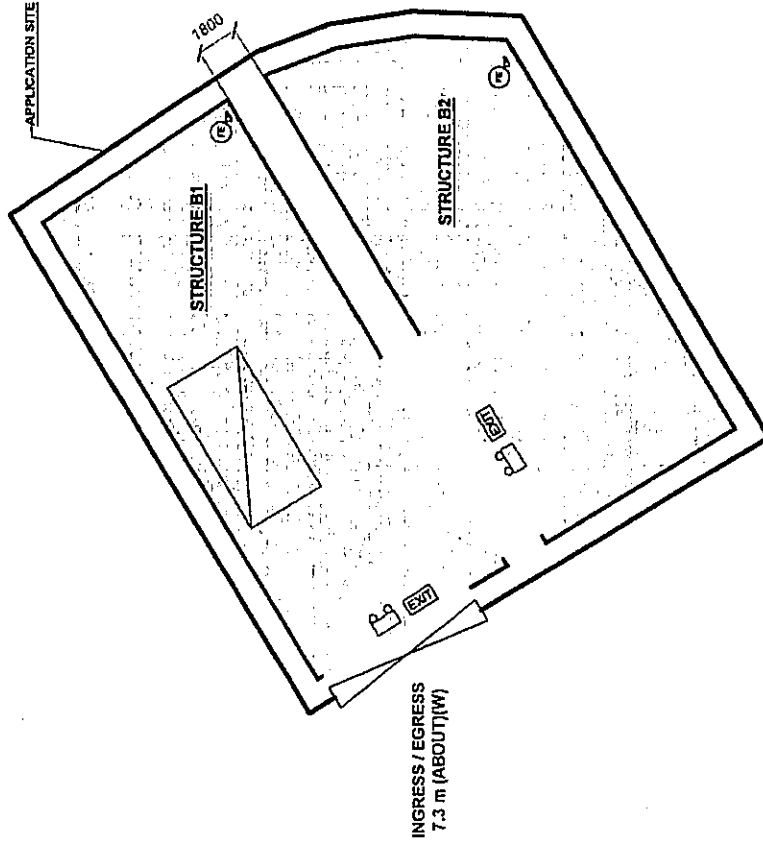 APPLICATION SITE
1800
FE
STRUCTURE B1
FE
STRUCTURE B2
EXIT
EXIT
INGRESS / EGRESS
7.3 m (ABOUT)(W)